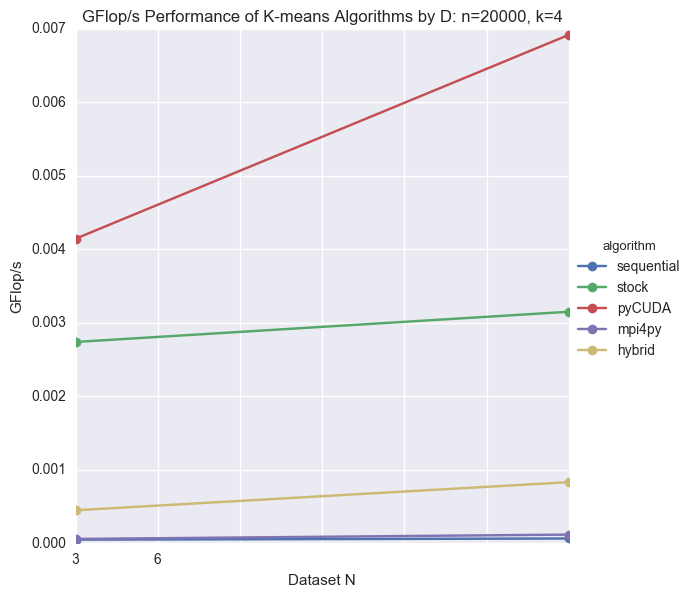 GFlop/s Performance of K-means Algorithms by D: n=20000, k=4
0.007
0.006
0.005
0.004
0.003
0.002
0.001
0.000
GFlop/s
3 6
Dataset N
algorithm
sequential
stock
pyCUDA
mpi4py
hybrid